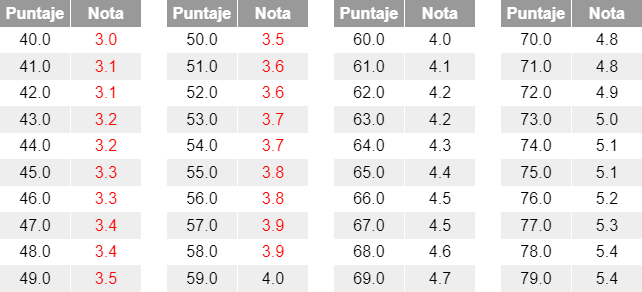 Puntaje Nota Puntaje Nota Puntaje Nota Puntaje Nota
40.0 3.0 50.0 3.5 60.0 4.0 70.0 4.8
41.0 3.1 51.0 3.6 61.0 4.1 71.0 4.8
42.0 3.1 52.0 3.6 62.0 4.2 72.0 4.9
43.0 3.2 53.0 3.7 63.0 4.2 73.0 5.0
44.0 3.2 54.0 3.7 64.0 4.3 74.0 5.1
45.0 3.3 55.0 3.8 65.0 4.4 75.0 5.1
46.0 3.3 56.0 3.8 66.0 4.5 76.0 5.2
47.0 3.4 57.0 3.9 67.0 4.5 77.0 5.3
48.0 3.4 58.0 3.9 68.0 4.6 78.0 5.4
49.0 3.5 59.0 4.0 69.0 4.7 79.0 5.4